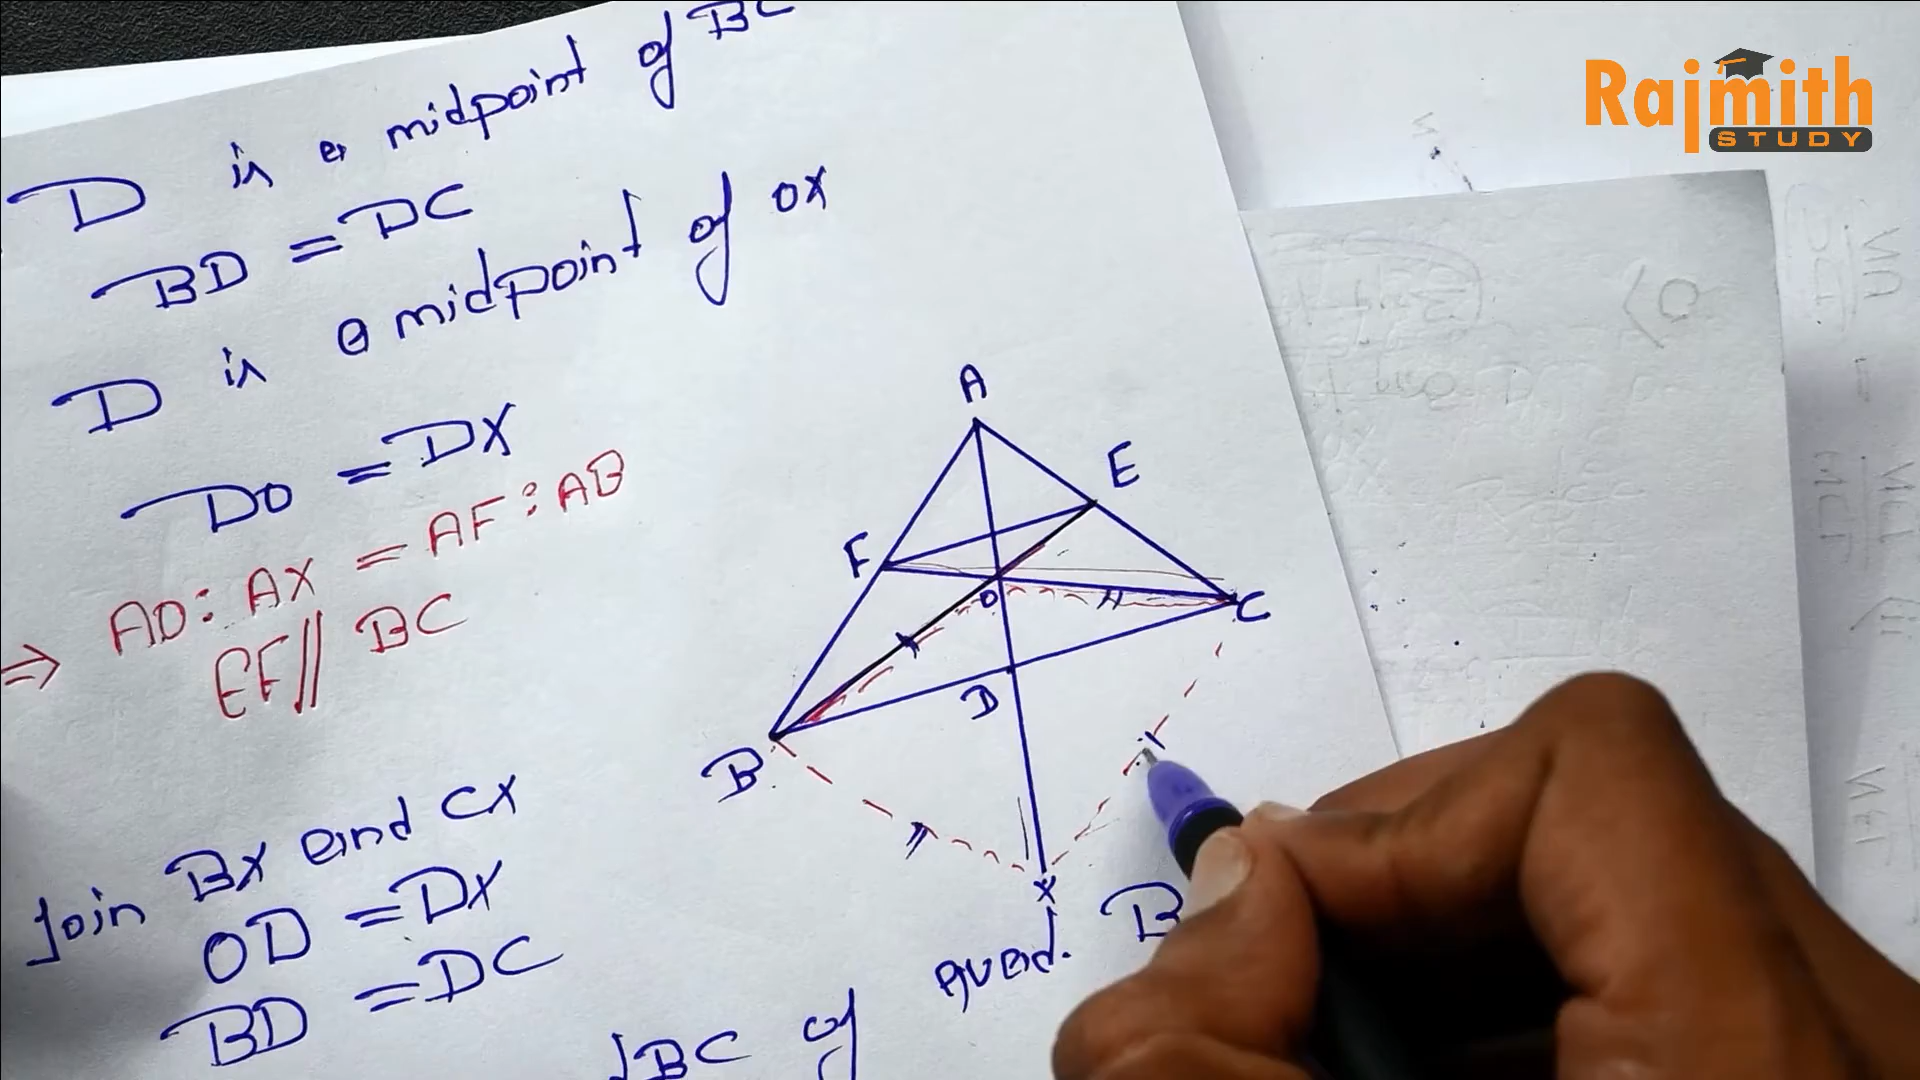 D is a midpoint of BC
BD = DC
D is a midpoint of OX
DO = DX
AO : AX = AF : AB
⇒ EF // BC
Join BX and CX
OD = DX
BD = DC
BC of quad. B
A
E
F
O
C
D
B
X
Rajmith
STUDY